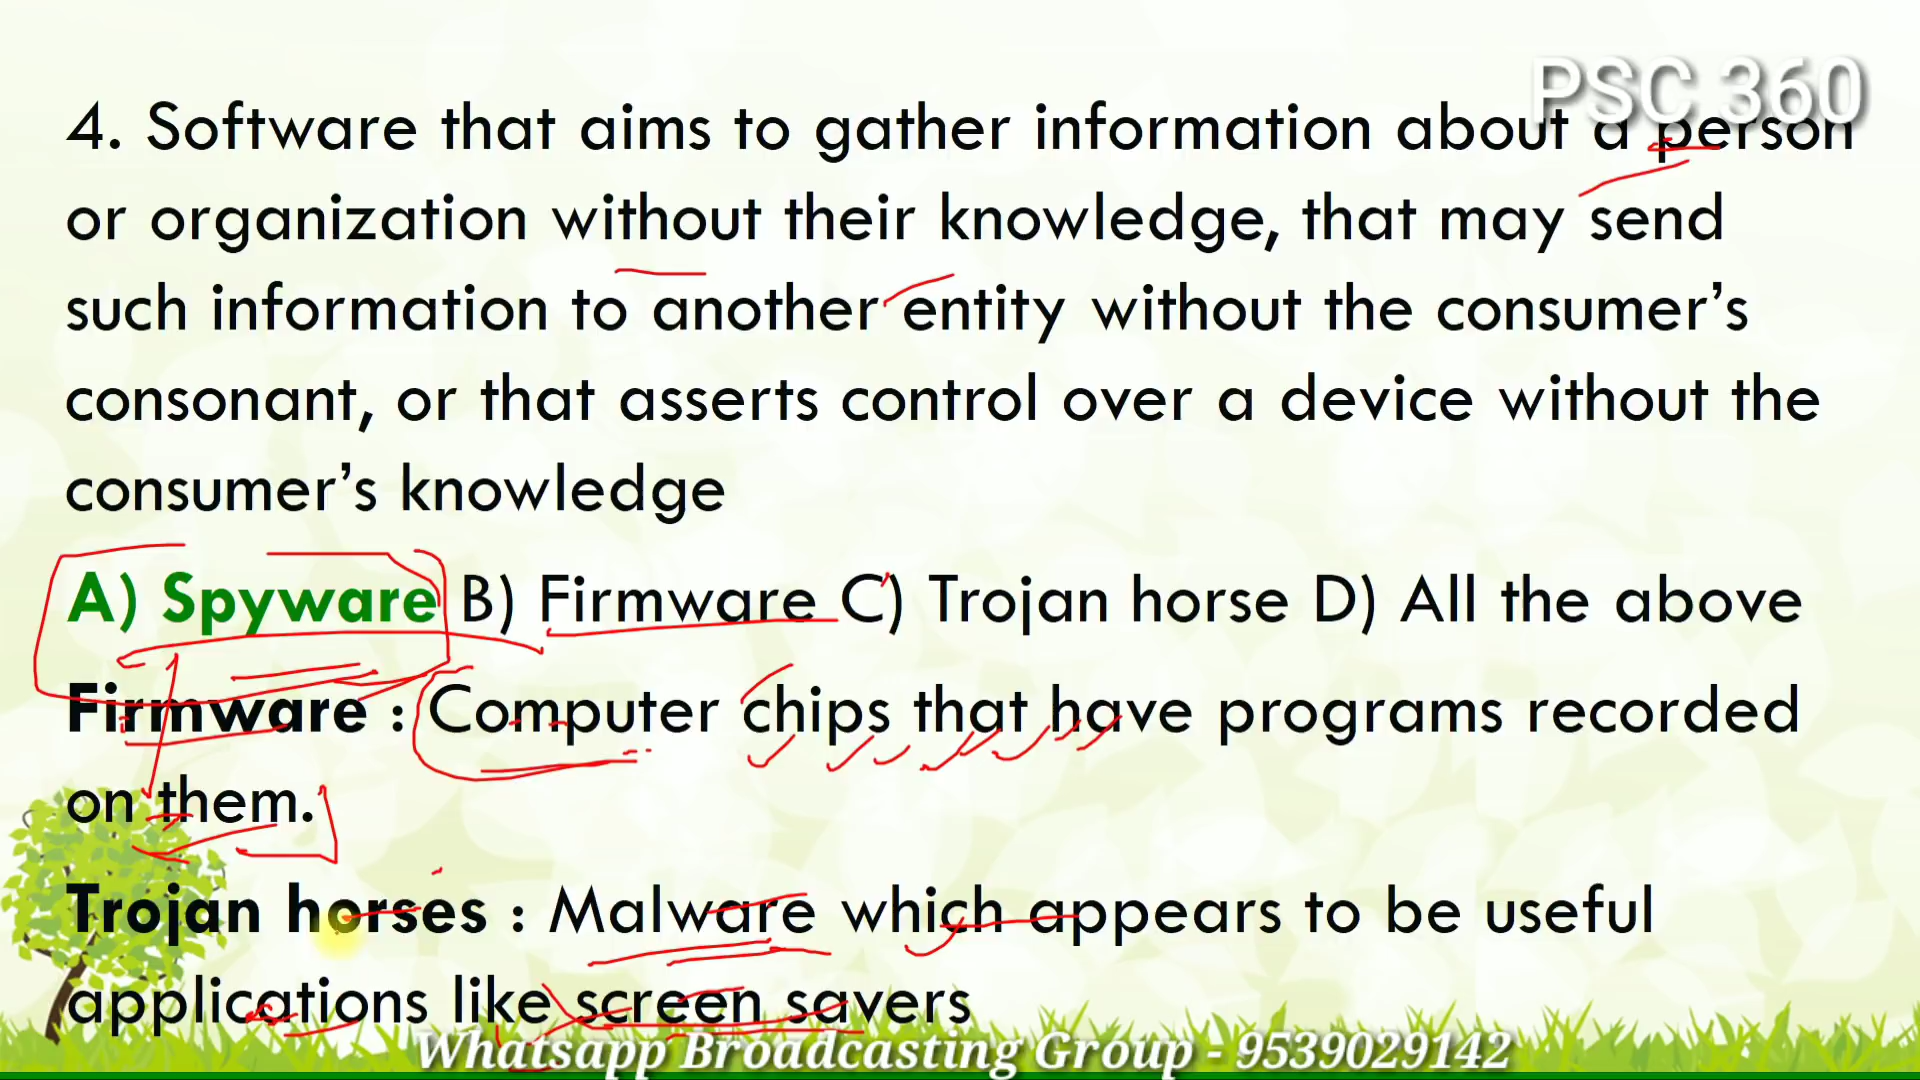 PSC 360
4. Software that aims to gather information about a person
or organization without their knowledge, that may send
such information to another entity without the consumer’s
consonant, or that asserts control over a device without the
consumer’s knowledge
A) Spyware B) Firmware C) Trojan horse D) All the above
Firmware : Computer chips that have programs recorded
on them.
Trojan horses : Malware which appears to be useful
applications like screen savers
Whatsapp Broadcasting Group - 9539029142